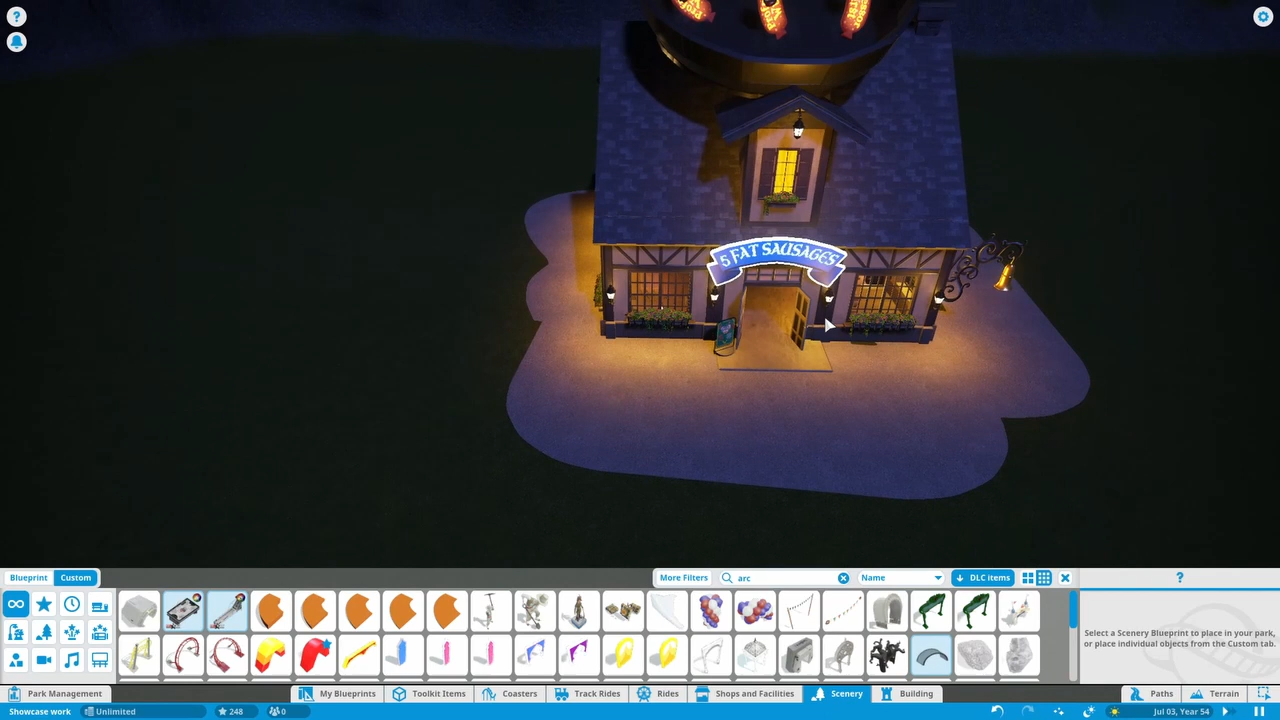 5 FAT SAUSAGES
Blueprint
Custom
More Filters
arc
Name
DLC items
Select a Scenery Blueprint to place in your park,
or place individual objects from the Custom tab.
Park Management
My Blueprints
Toolkit Items
Coasters
Track Rides
Rides
Shops and Facilities
Scenery
Building
Paths
Terrain
Showcase work
Unlimited
248
0
Jul 03, Year 54